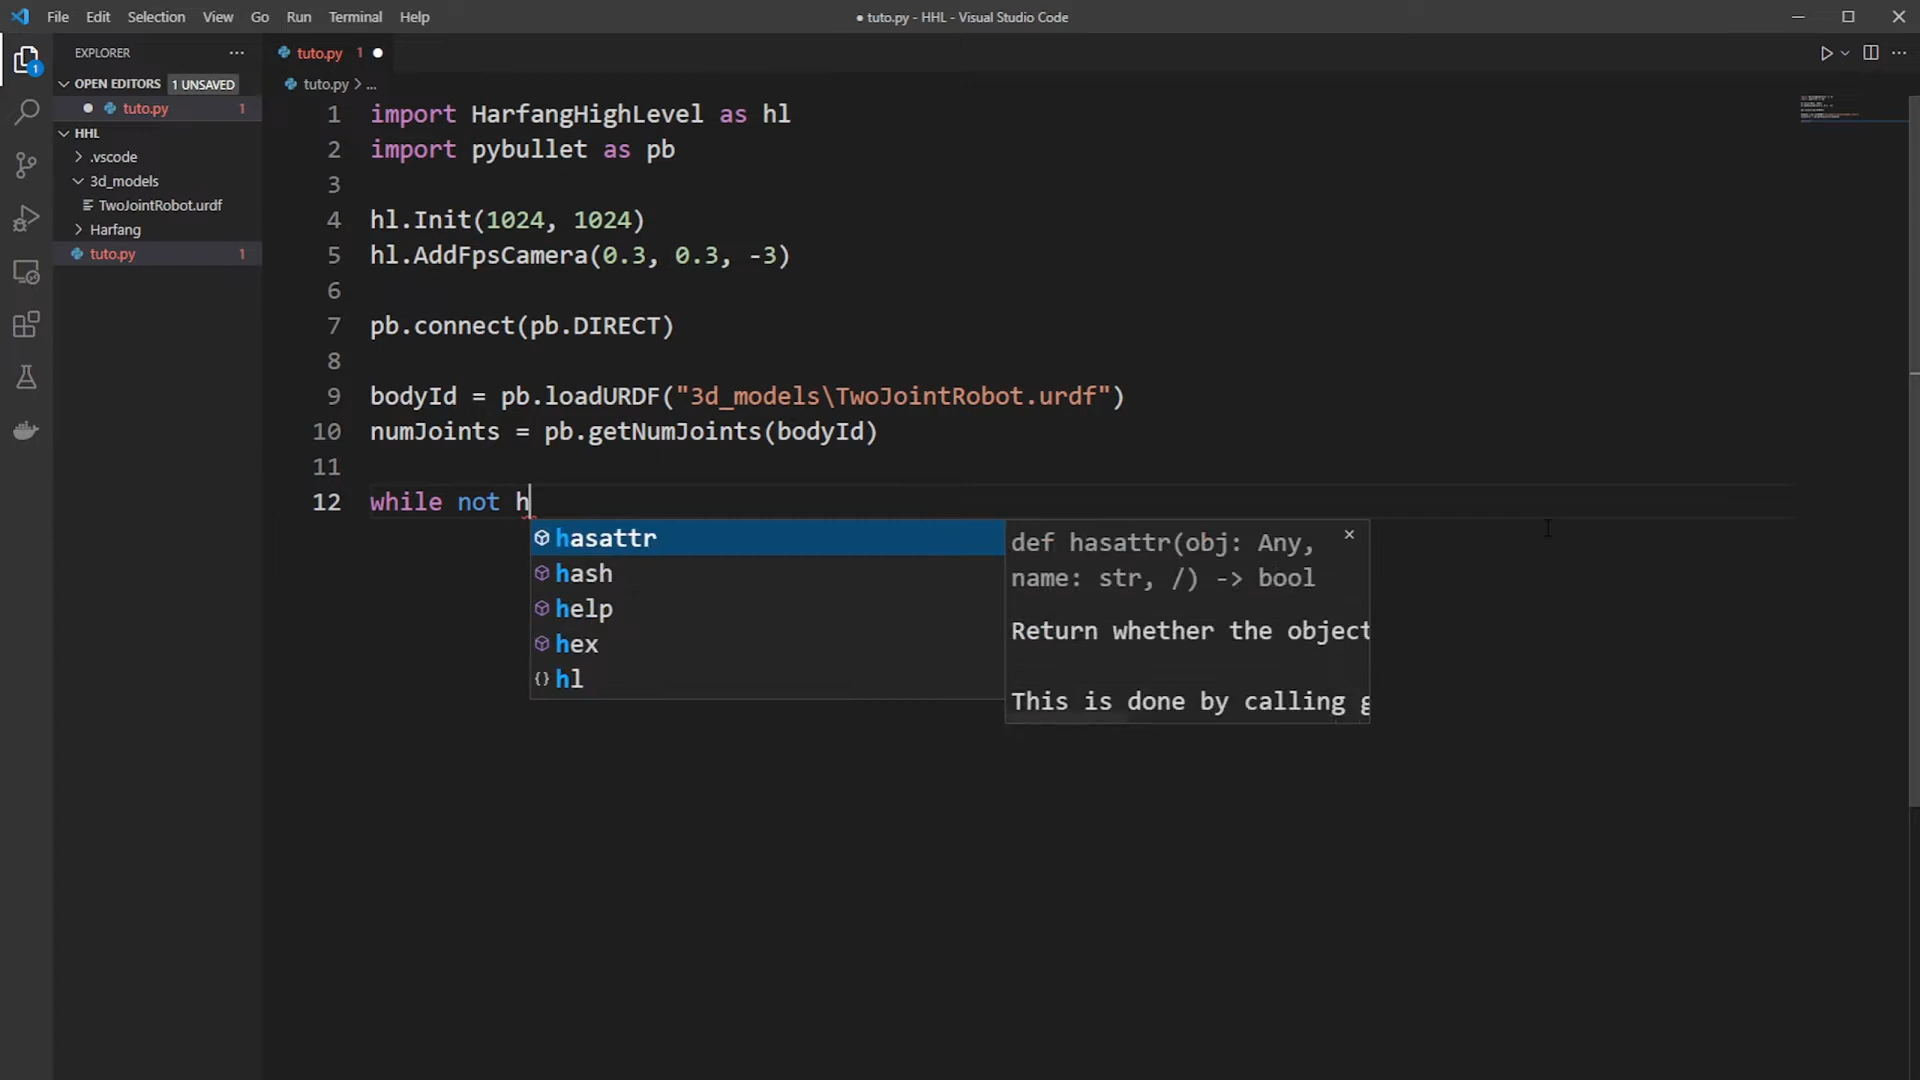 File Edit Selection View Go Run Terminal Help
● tuto.py - HHL - Visual Studio Code
EXPLORER ...
OPEN EDITORS 1 UNSAVED
tuto.py 1
HHL
.vscode
3d_models
TwoJointRobot.urdf
Harfang
tuto.py 1
1
tuto.py 1
tuto.py > ...
1 import HarfangHighLevel as hl
2 import pybullet as pb
3
4 hl.Init(1024, 1024)
5 hl.AddFpsCamera(0.3, 0.3, -3)
6
7 pb.connect(pb.DIRECT)
8
9 bodyId = pb.loadURDF("3d_models\TwoJointRobot.urdf")
10 numJoints = pb.getNumJoints(bodyId)
11
12 while not h
hasattr
hash
help
hex
{} hl
def hasattr(obj: Any,
name: str, /) -> bool
Return whether the object
This is done by calling g